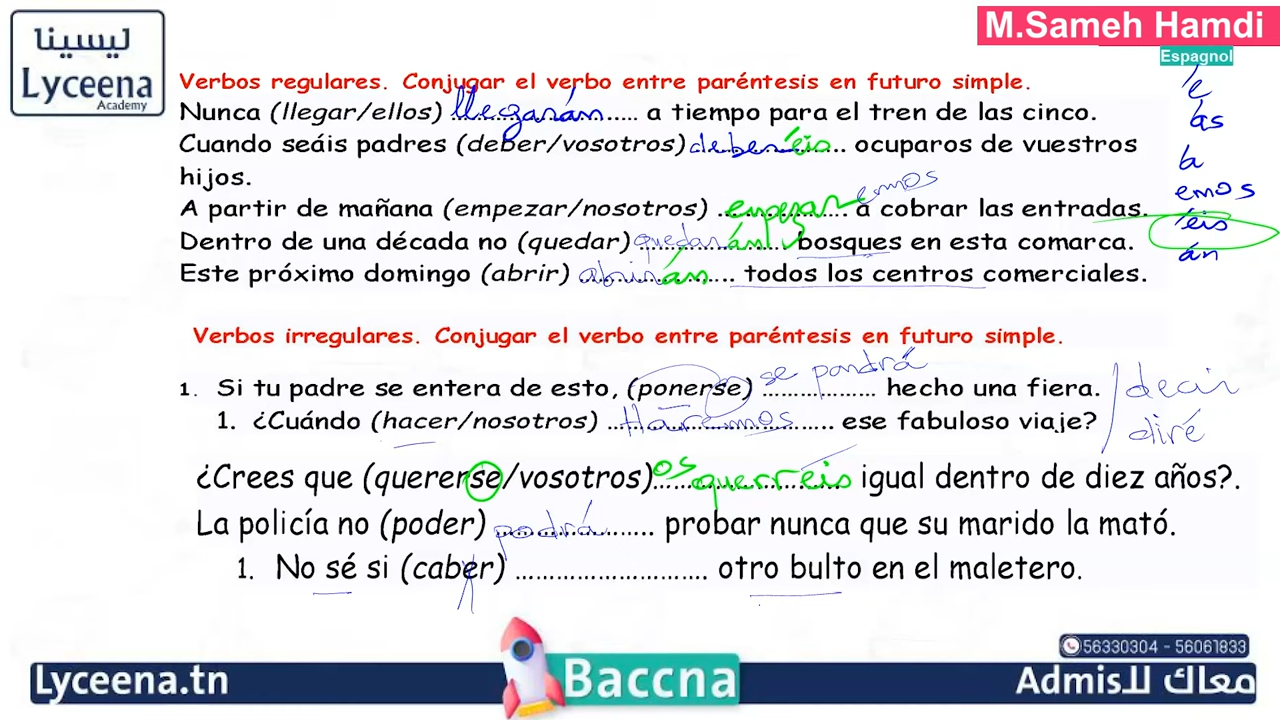 ليسينا
Lyceena
Academy
M.Sameh Hamdi
Espagnol
Verbos regulares. Conjugar el verbo entre paréntesis en futuro simple.
Nunca (llegar/ellos) llegarán ..... a tiempo para el tren de las cinco.
Cuando seáis padres (deber/vosotros) deberéis .. ocuparos de vuestros
hijos.
A partir de mañana (empezar/nosotros) empezaremos .. a cobrar las entradas.
Dentro de una década no (quedar) quedarán .. bosques en esta comarca.
Este próximo domingo (abrir) abrirán .. todos los centros comerciales.
é
ás
á
emos
éis
án
Verbos irregulares. Conjugar el verbo entre paréntesis en futuro simple.
1. Si tu padre se entera de esto, (ponerse) ………………… se pondrá hecho una fiera.
1. ¿Cuándo (hacer/nosotros) Haremos .. ese fabuloso viaje?
decir
diré
¿Crees que (quererse/vosotros) os querréis igual dentro de diez años?.
La policía no (poder) podrá ..... probar nunca que su marido la mató.
1. No sé si (caber) ………………………. otro bulto en el maletero.
56330304 - 56061833
Lyceena.tn
Baccna
معاك للـ Admis